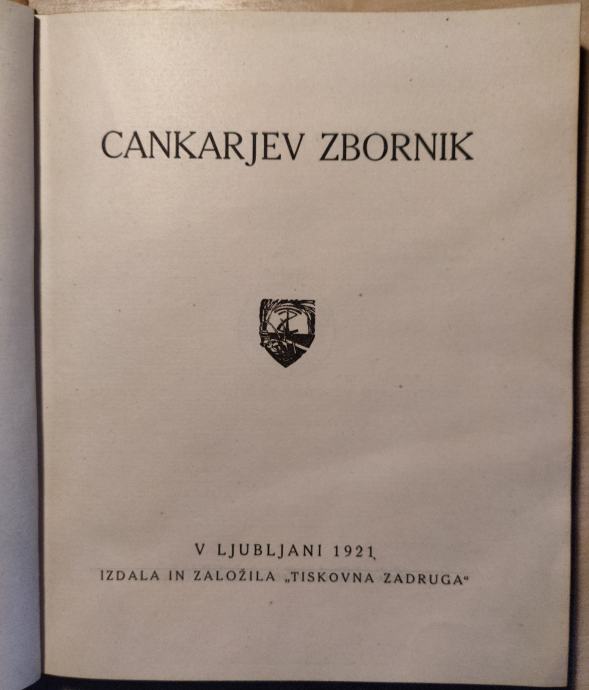 CANKARJEV ZBORNIK
V LJUBLJANI 1921
IZDALA IN ZALOŽILA „TISKOVNA ZADRUGA“